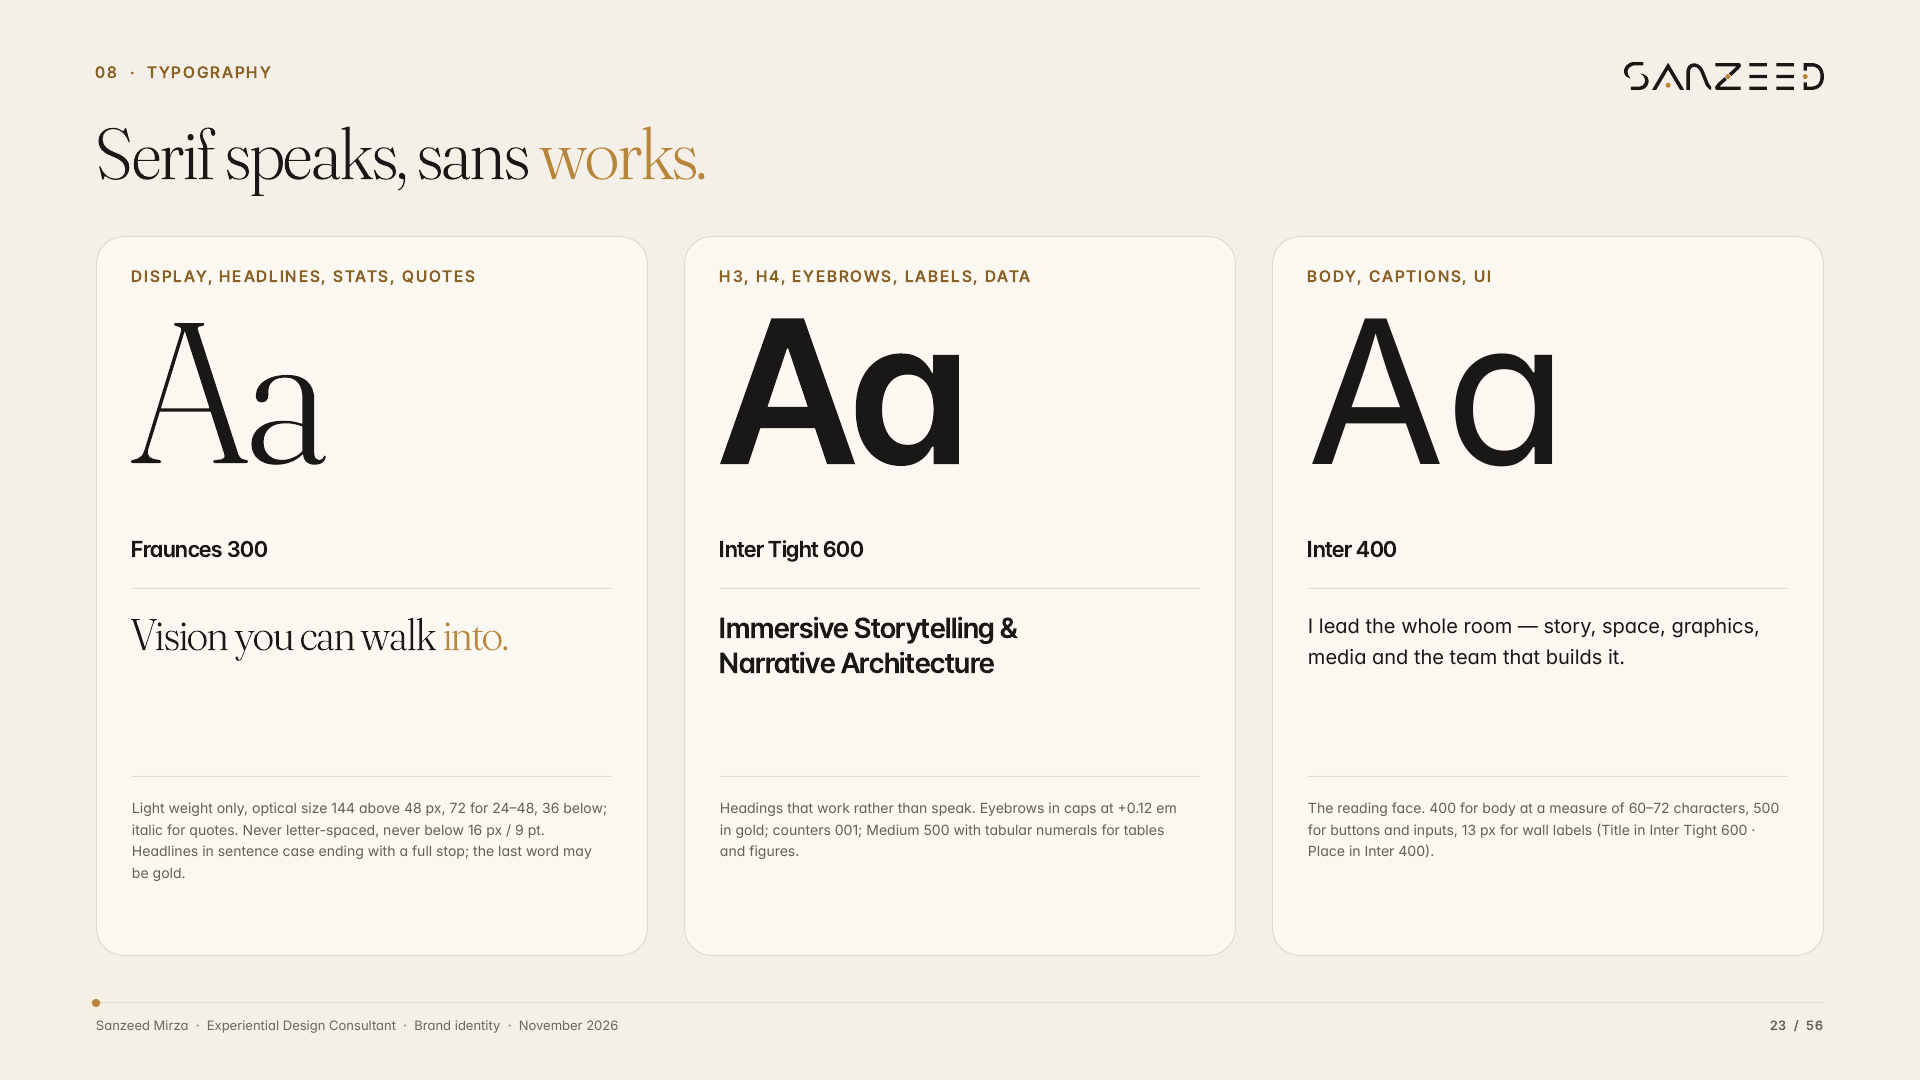 08 · TYPOGRAPHY
SANZEED
Serif speaks, sans works.
DISPLAY, HEADLINES, STATS, QUOTES
Aa
Fraunces 300
Vision you can walk into.
Light weight only, optical size 144 above 48 px, 72 for 24–48, 36 below;
italic for quotes. Never letter-spaced, never below 16 px / 9 pt.
Headlines in sentence case ending with a full stop; the last word may
be gold.
H3, H4, EYEBROWS, LABELS, DATA
Aa
Inter Tight 600
Immersive Storytelling &
Narrative Architecture
Headings that work rather than speak. Eyebrows in caps at +0.12 em
in gold; counters 001; Medium 500 with tabular numerals for tables
and figures.
BODY, CAPTIONS, UI
Aa
Inter 400
I lead the whole room — story, space, graphics,
media and the team that builds it.
The reading face. 400 for body at a measure of 60–72 characters, 500
for buttons and inputs, 13 px for wall labels (Title in Inter Tight 600 ·
Place in Inter 400).
Sanzeed Mirza · Experiential Design Consultant · Brand identity · November 2026
23 / 56